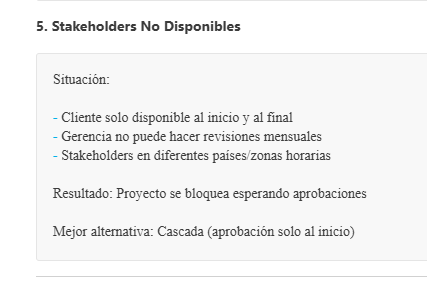 5. Stakeholders No Disponibles
Situación:
- Cliente solo disponible al inicio y al final
- Gerencia no puede hacer revisiones mensuales
- Stakeholders en diferentes países/zonas horarias
Resultado: Proyecto se bloquea esperando aprobaciones
Mejor alternativa: Cascada (aprobación solo al inicio)